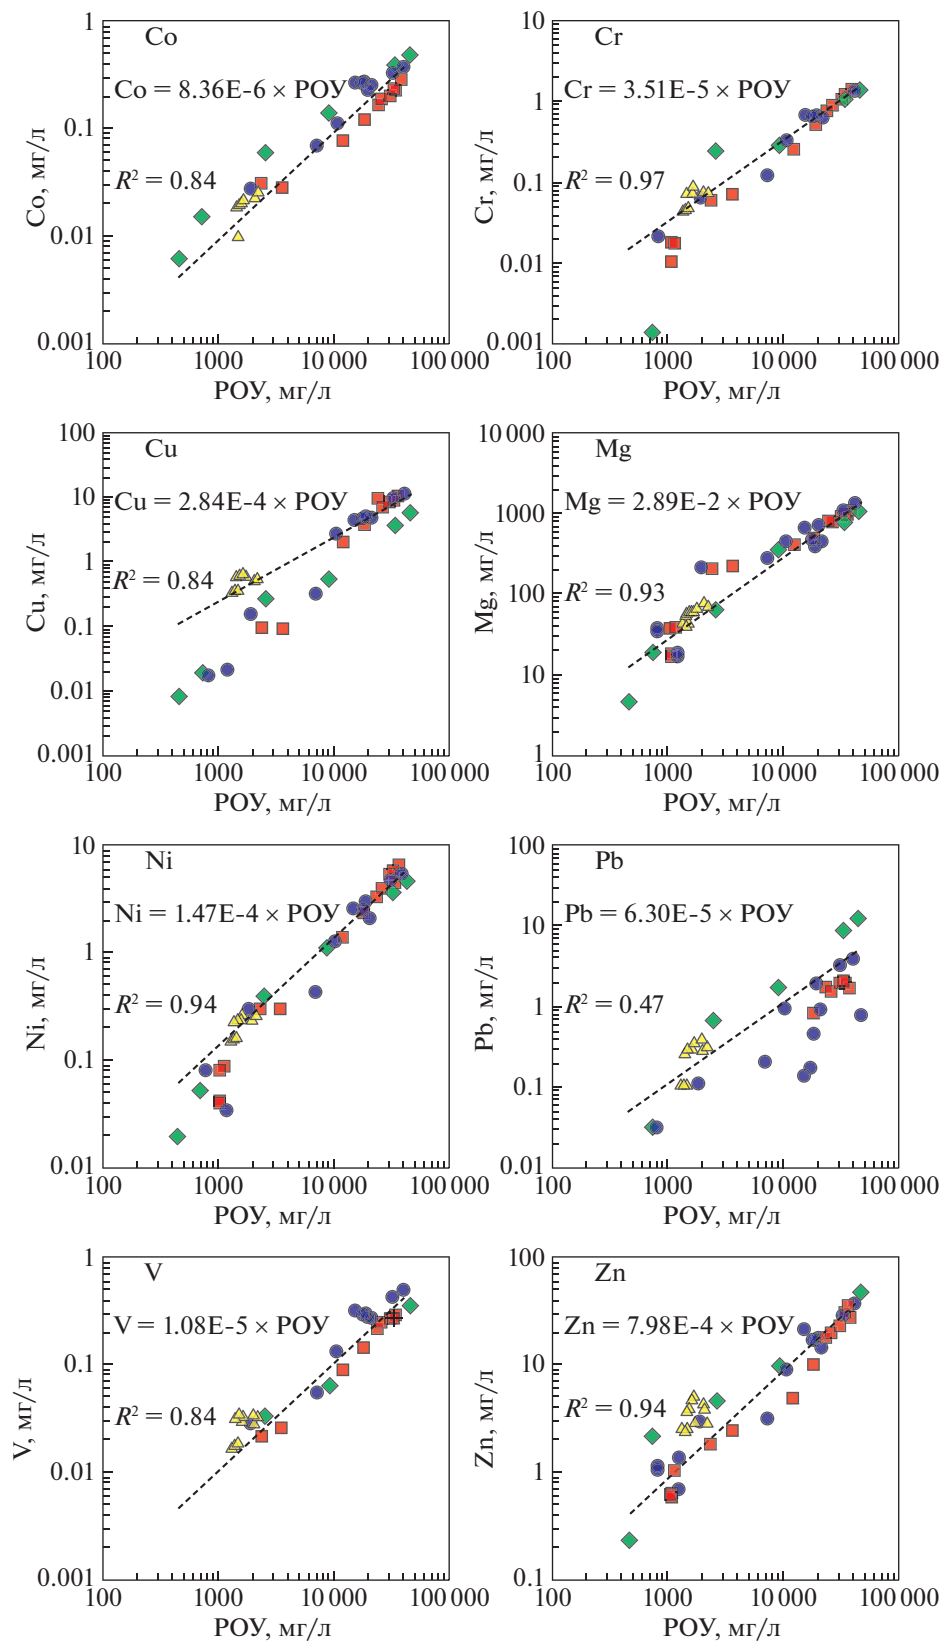 Co
Co = 8.36E-6 × РОУ
R² = 0.84
1
0.1
0.01
0.001
100
1000
10 000
100 000
Co, мг/л
РОУ, мг/л
Cr
Cr = 3.51E-5 × РОУ
R² = 0.97
10
1
0.1
0.01
0.001
100
1000
10 000
100 000
Cr, мг/л
РОУ, мг/л
Cu
Cu = 2.84E-4 × РОУ
R² = 0.84
100
10
1
0.1
0.01
0.001
100
1000
10 000
100 000
Cu, мг/л
РОУ, мг/л
Mg
Mg = 2.89E-2 × РОУ
R² = 0.93
10 000
1000
100
10
1
100
1000
10 000
100 000
Mg, мг/л
РОУ, мг/л
Ni
Ni = 1.47E-4 × РОУ
R² = 0.94
10
1
0.1
0.01
100
1000
10 000
100 000
Ni, мг/л
РОУ, мг/л
Pb
Pb = 6.30E-5 × РОУ
R² = 0.47
100
10
1
0.1
0.01
100
1000
10 000
100 000
Pb, мг/л
РОУ, мг/л
V
V = 1.08E-5 × РОУ
R² = 0.84
1
0.1
0.01
0.001
100
1000
10 000
100 000
V, мг/л
РОУ, мг/л
Zn
Zn = 7.98E-4 × РОУ
R² = 0.94
100
10
1
0.1
100
1000
10 000
100 000
Zn, мг/л
РОУ, мг/л